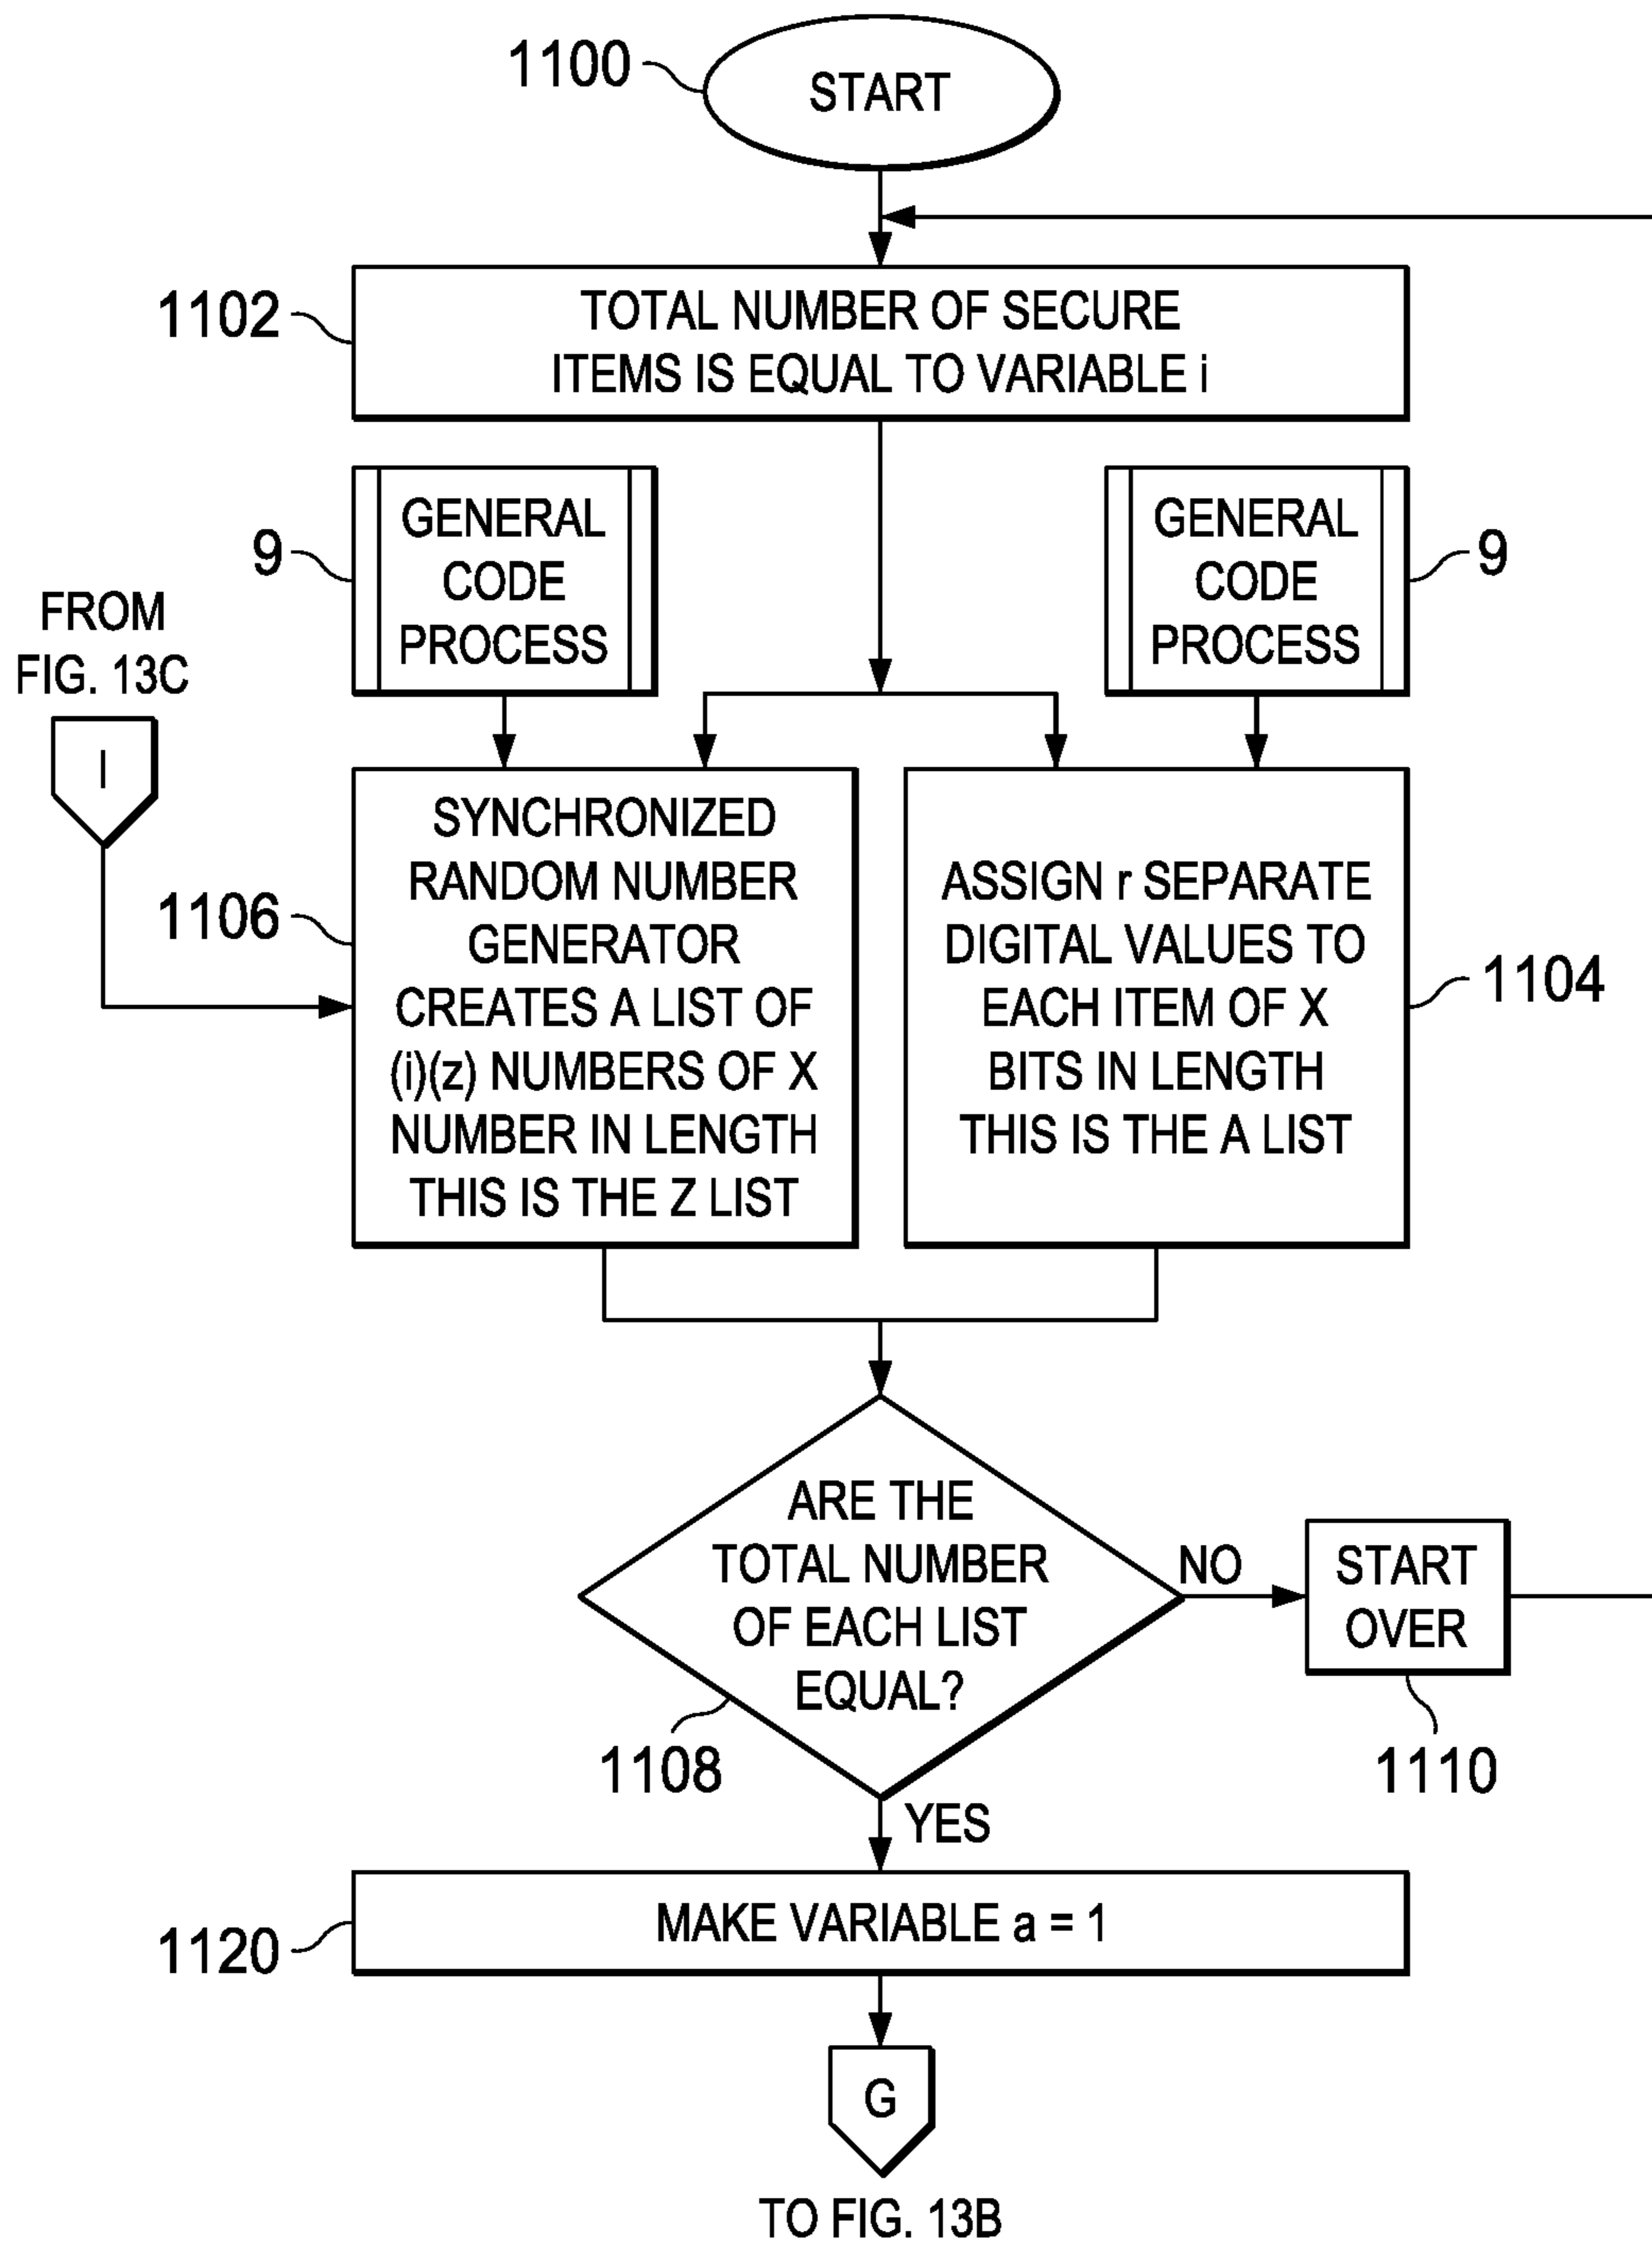 1100
START
1102
TOTAL NUMBER OF SECURE
ITEMS IS EQUAL TO VARIABLE i
9
GENERAL
CODE
PROCESS
GENERAL
CODE
PROCESS
9
FROM
FIG. 13C
I
1106
SYNCHRONIZED
RANDOM NUMBER
GENERATOR
CREATES A LIST OF
(i)(z) NUMBERS OF X
NUMBER IN LENGTH
THIS IS THE Z LIST
ASSIGN r SEPARATE
DIGITAL VALUES TO
EACH ITEM OF X
BITS IN LENGTH
THIS IS THE A LIST
1104
ARE THE
TOTAL NUMBER
OF EACH LIST
EQUAL?
1108
NO
START
OVER
1110
YES
1120
MAKE VARIABLE a = 1
G
TO FIG. 13B